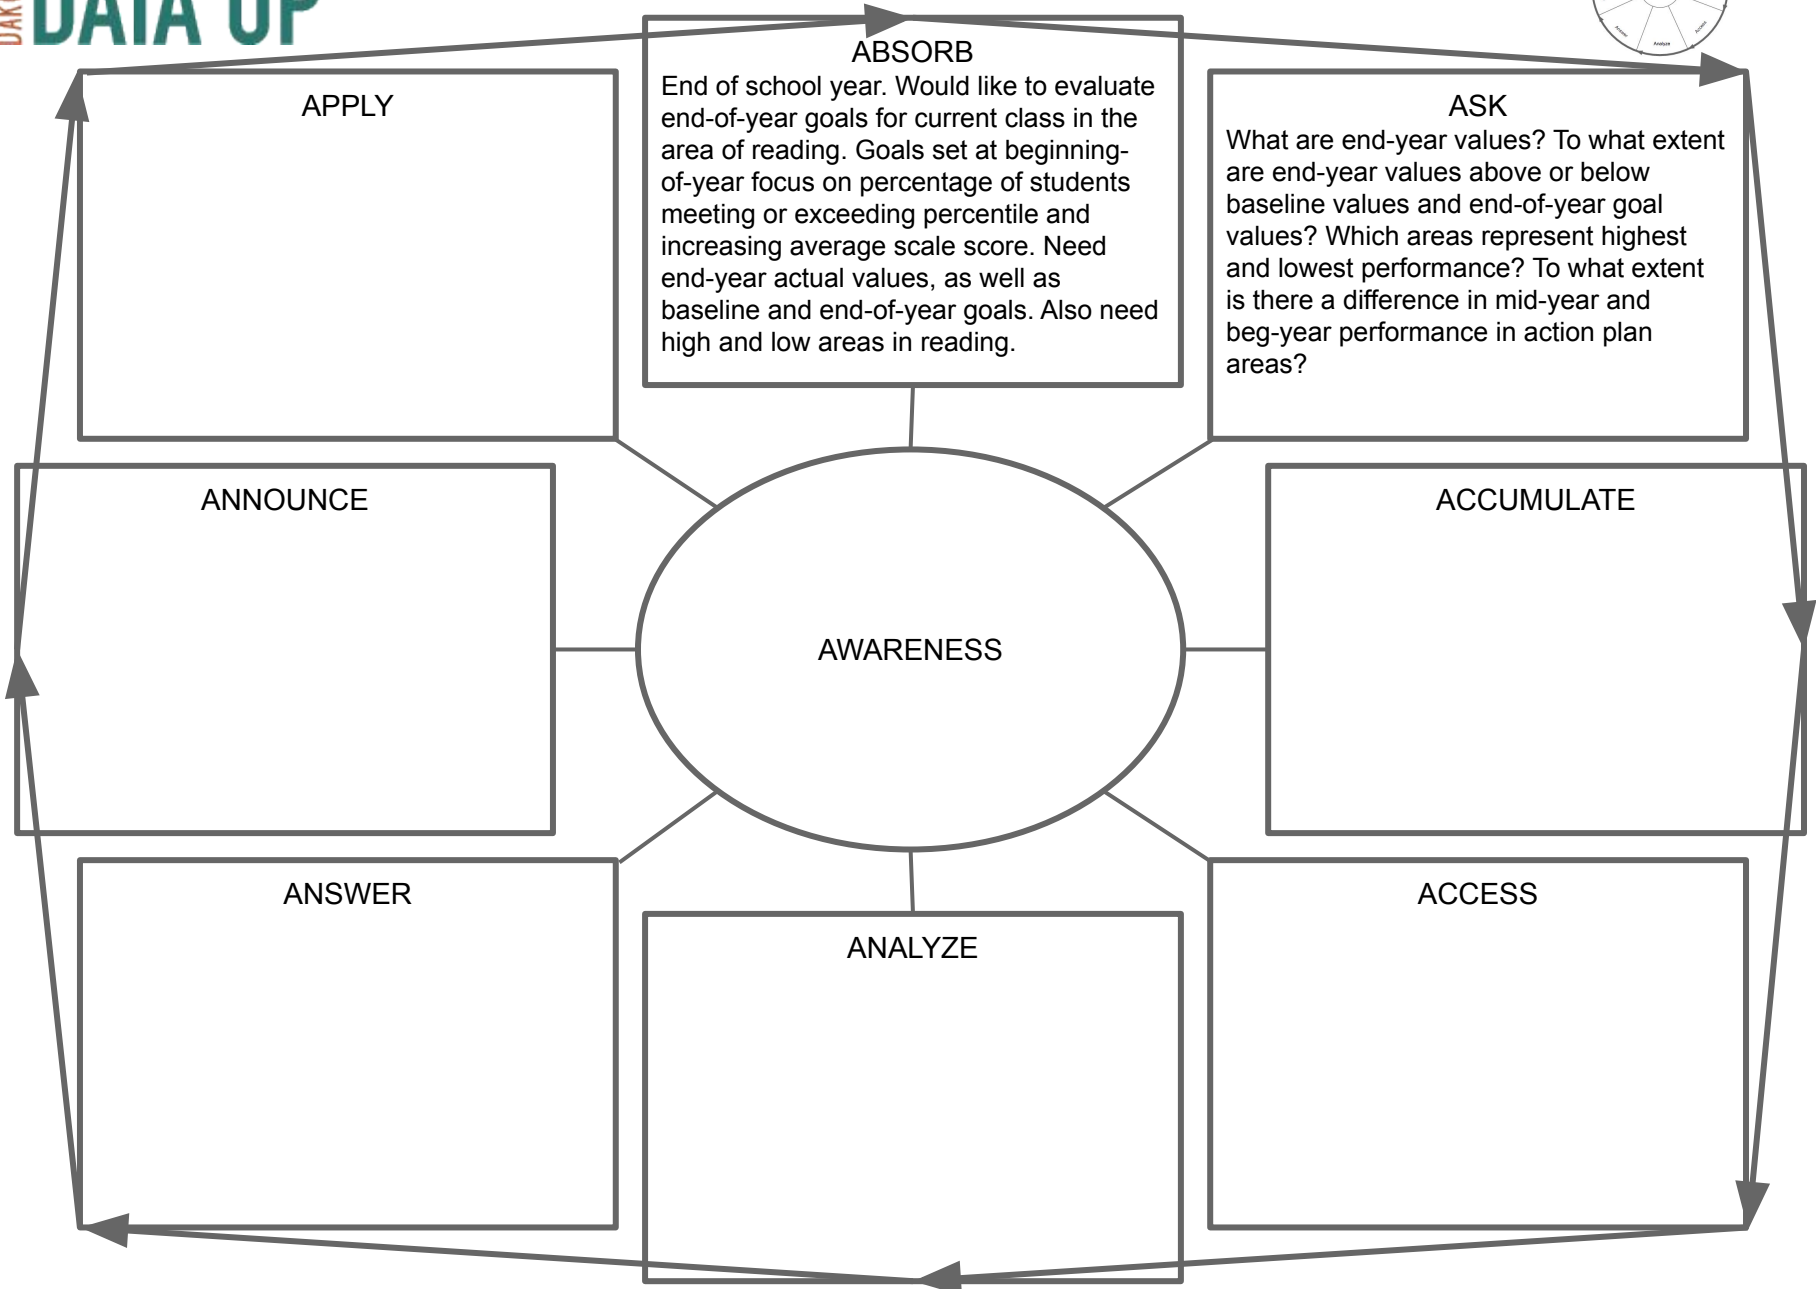 DATA UP
ABSORB
End of school year. Would like to evaluate
end-of-year goals for current class in the
area of reading. Goals set at beginning-
of-year focus on percentage of students
meeting or exceeding percentile and
increasing average scale score. Need
end-year actual values, as well as
baseline and end-of-year goals. Also need
high and low areas in reading.
ASK
What are end-year values? To what extent
are end-year values above or below
baseline values and end-of-year goal
values? Which areas represent highest
and lowest performance? To what extent
is there a difference in mid-year and
beg-year performance in action plan
areas?
ACCUMULATE
ACCESS
ANALYZE
ANSWER
ANNOUNCE
APPLY
AWARENESS
Answer
Analyze
Access